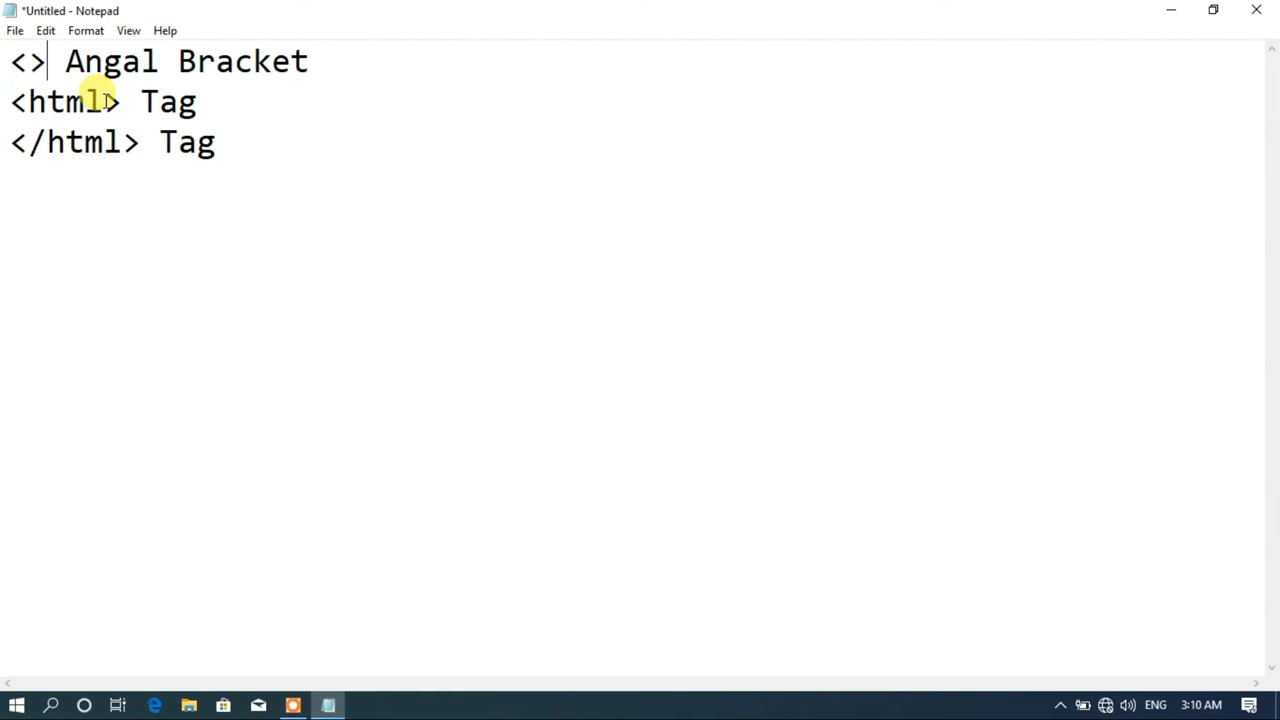 *Untitled - Notepad
File Edit Format View Help
<> Angal Bracket
<html> Tag
</html> Tag
ENG 3:10 AM